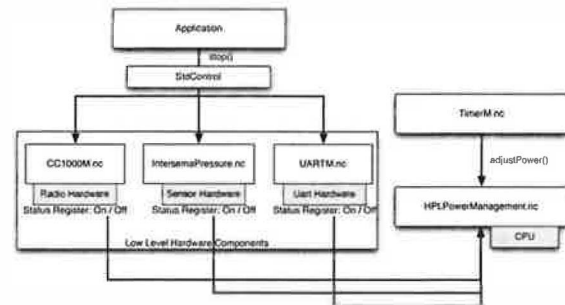 Application
stop()
StdControl
TimerM.nc
CC1000M.nc
IntersemaPressure.nc
UARTM.nc
adjustPower()
Radio Hardware
Sensor Hardware
Uart Hardware
Status Register: On / Off
Status Register: On / Off
Status Register: On / Off
HPLPowerManagement.nc
CPU
Low Level Hardware Components